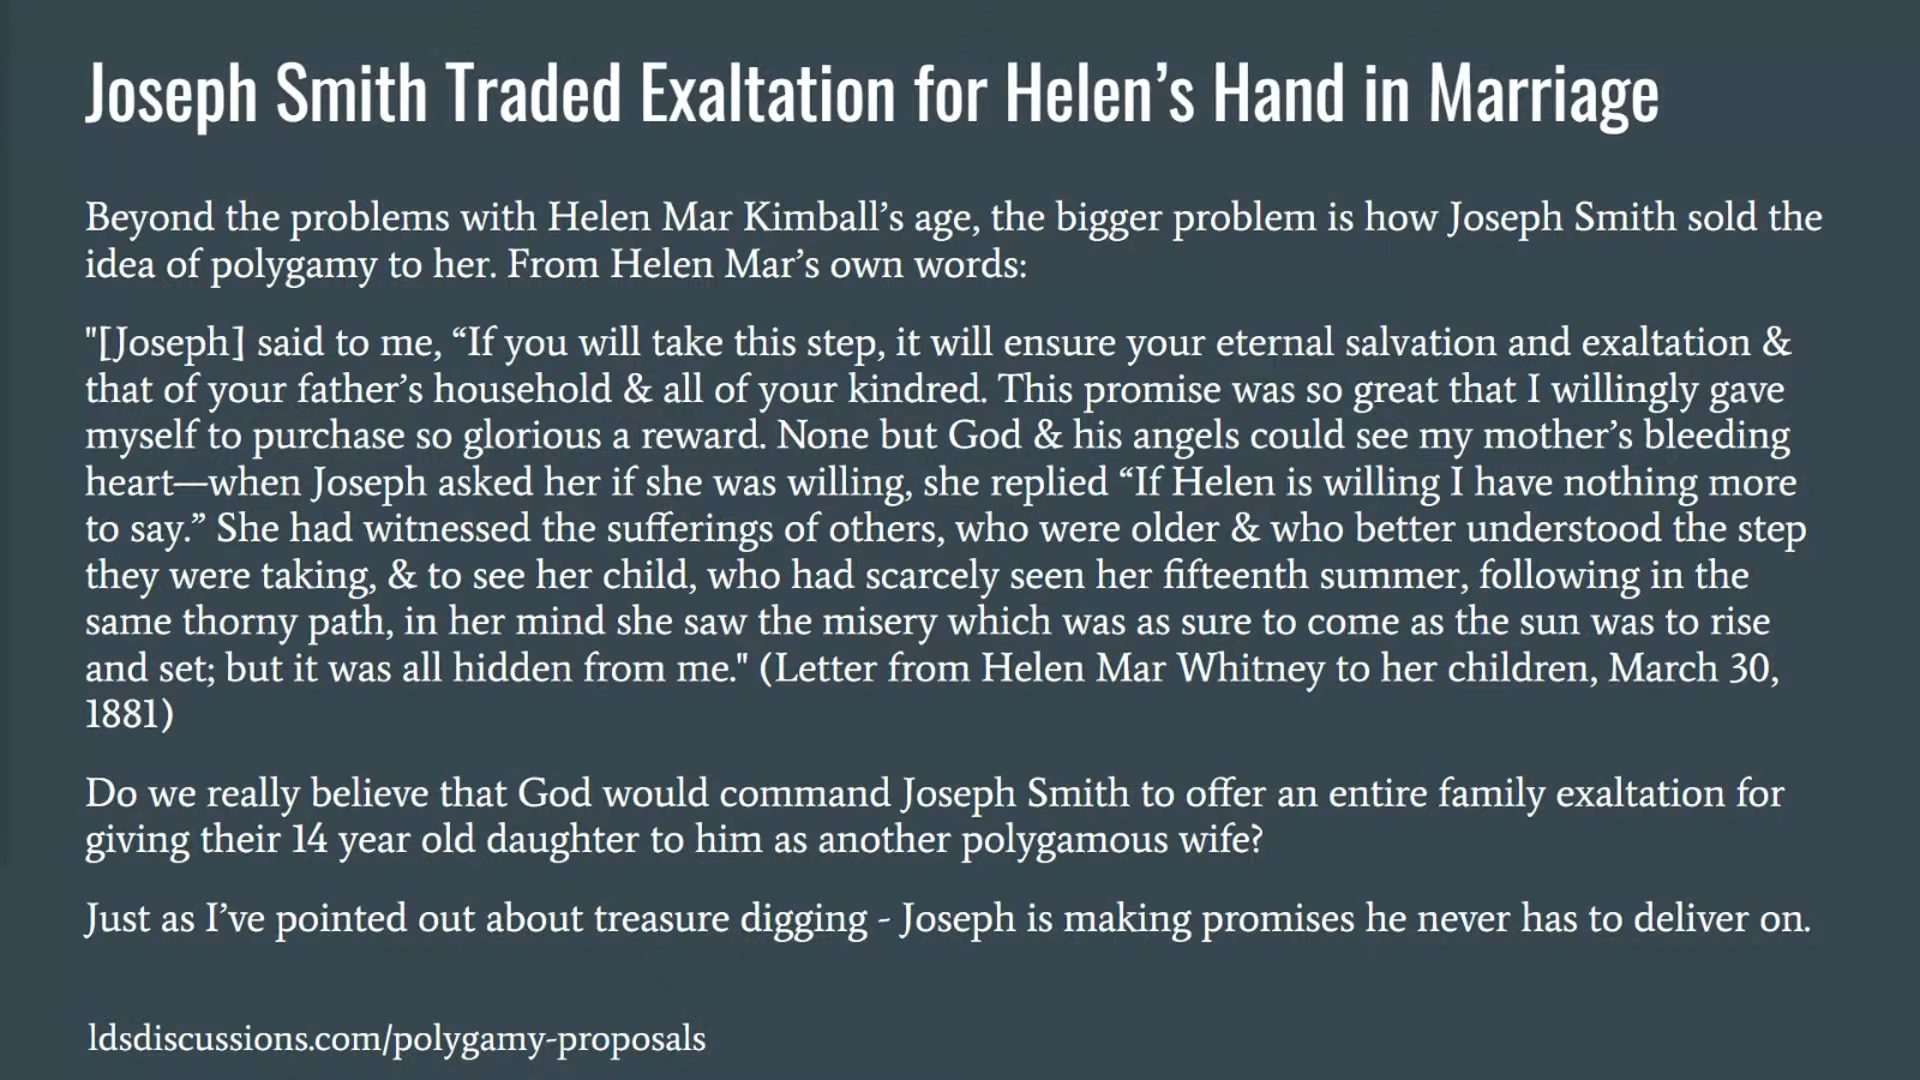 Joseph Smith Traded Exaltation for Helen’s Hand in Marriage
Beyond the problems with Helen Mar Kimball’s age, the bigger problem is how Joseph Smith sold the
idea of polygamy to her. From Helen Mar’s own words:
"[Joseph] said to me, “If you will take this step, it will ensure your eternal salvation and exaltation &
that of your father’s household & all of your kindred. This promise was so great that I willingly gave
myself to purchase so glorious a reward. None but God & his angels could see my mother’s bleeding
heart—when Joseph asked her if she was willing, she replied “If Helen is willing I have nothing more
to say.” She had witnessed the sufferings of others, who were older & who better understood the step
they were taking, & to see her child, who had scarcely seen her fifteenth summer, following in the
same thorny path, in her mind she saw the misery which was as sure to come as the sun was to rise
and set; but it was all hidden from me." (Letter from Helen Mar Whitney to her children, March 30,
1881)
Do we really believe that God would command Joseph Smith to offer an entire family exaltation for
giving their 14 year old daughter to him as another polygamous wife?
Just as I’ve pointed out about treasure digging - Joseph is making promises he never has to deliver on.
ldsdiscussions.com/polygamy-proposals